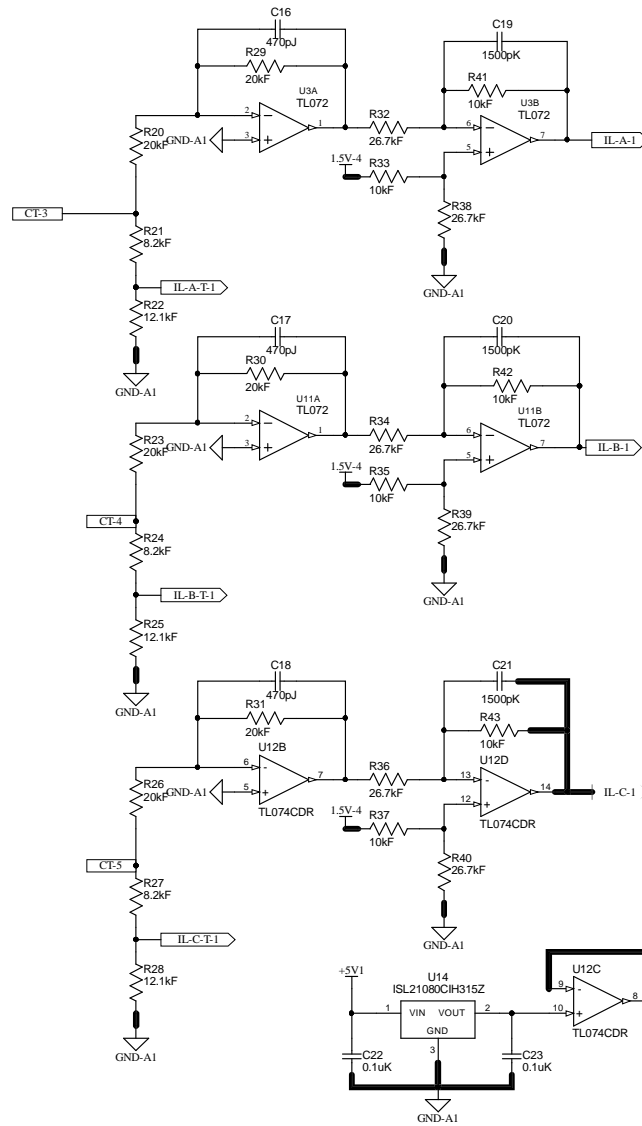 C16
470pJ
R29
20kF
U3A
TL072
2
3
1
GND-A1
R20
20kF
CT-3
R21
8.2kF
IL-A-T-1
R22
12.1kF
GND-A1
R32
26.7kF
1.5V-4
R33
10kF
C19
1500pK
R41
10kF
U3B
TL072
6
5
7
IL-A-1
R38
26.7kF
GND-A1
C17
470pJ
R30
20kF
U11A
TL072
2
3
1
GND-A1
R23
20kF
CT-4
R24
8.2kF
IL-B-T-1
R25
12.1kF
GND-A1
R34
26.7kF
1.5V-4
R35
10kF
C20
1500pK
R42
10kF
U11B
TL072
6
5
7
IL-B-1
R39
26.7kF
GND-A1
C18
470pJ
R31
20kF
U12B
6
5
7
TL074CDR
GND-A1
R26
20kF
CT-5
R27
8.2kF
IL-C-T-1
R28
12.1kF
GND-A1
R36
26.7kF
1.5V-4
R37
10kF
C21
1500pK
R43
10kF
U12D
13
12
14
TL074CDR
IL-C-1
R40
26.7kF
GND-A1
+5V1
U14
ISL21080CIH315Z
1
VIN
VOUT
2
GND
3
C22
0.1uK
C23
0.1uK
GND-A1
U12C
9
10
8
TL074CDR